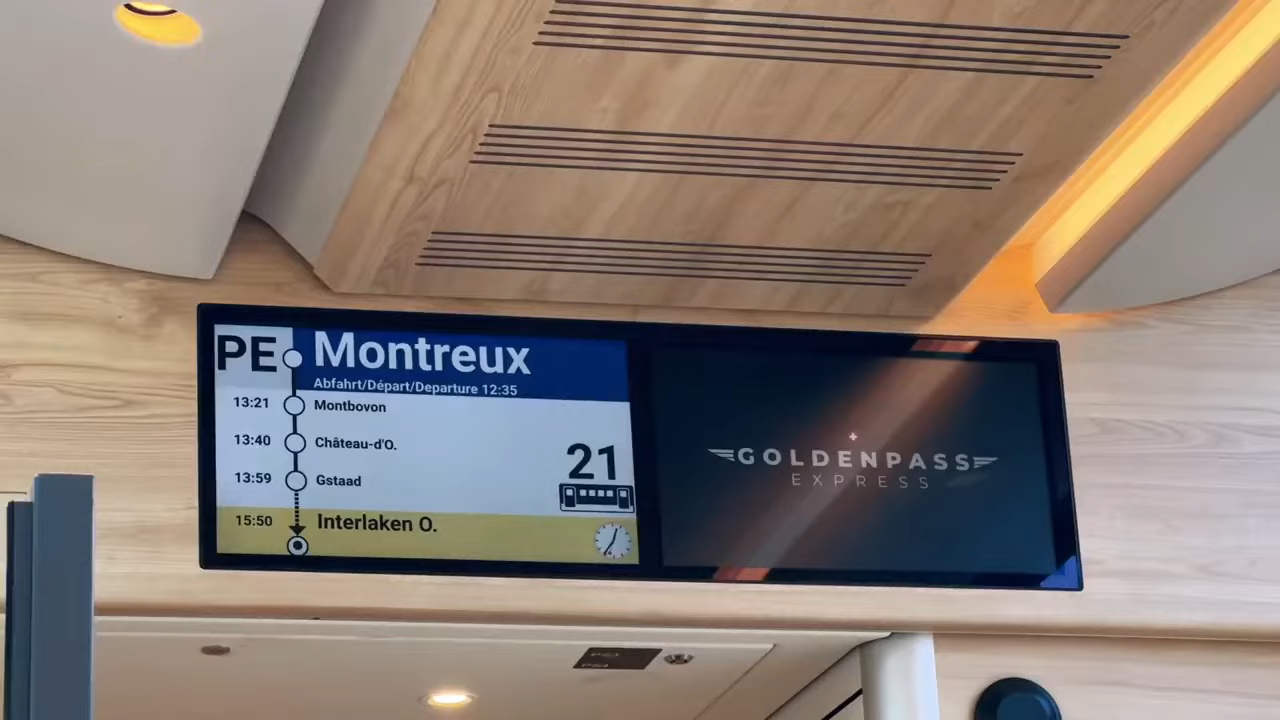 PE
Montreux
Abfahrt/Départ/Departure 12:35
13:21 Montbovon
13:40 Château-d'O.
13:59 Gstaad
21
15:50 Interlaken O.
GOLDENPASS
EXPRESS